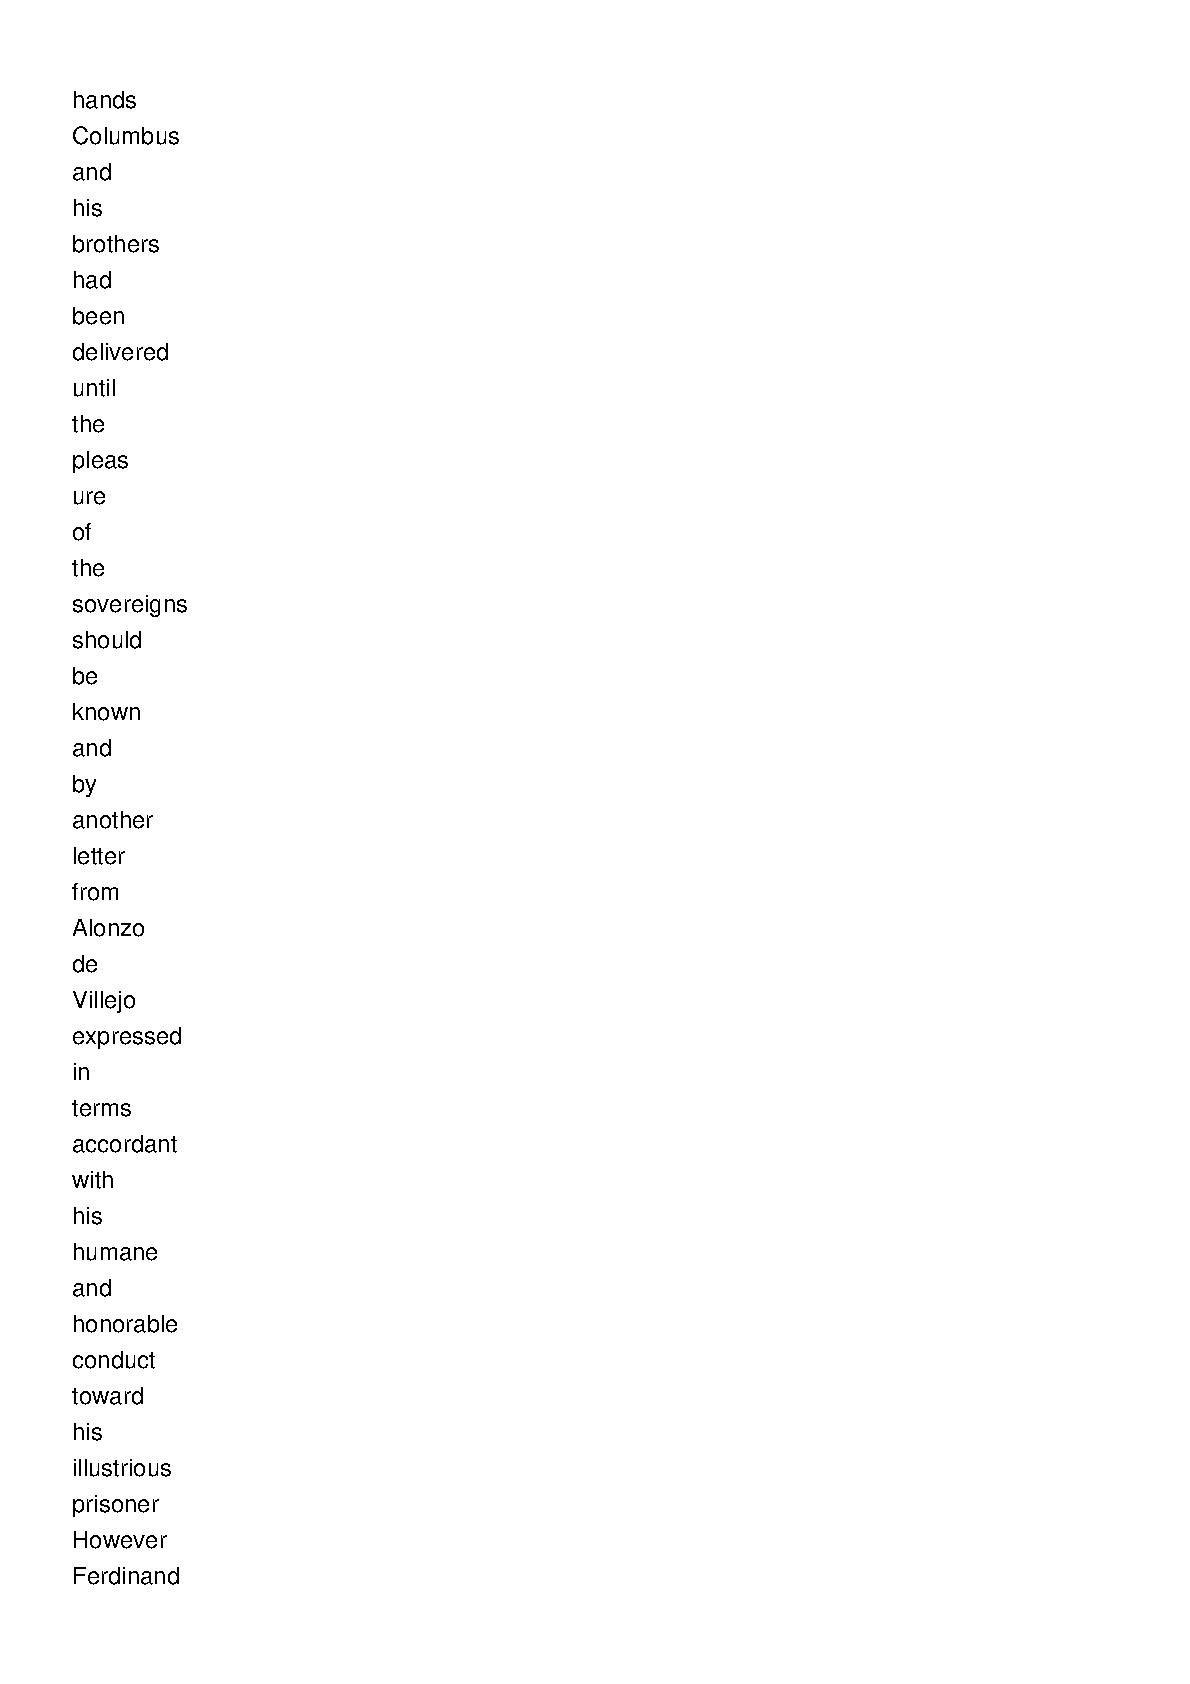 hands
Columbus
and
his
brothers
had
been
delivered
until
the
pleas
ure
of
the
sovereigns
should
be
known
and
by
another
letter
from
Alonzo
de
Villejo
expressed
in
terms
accordant
with
his
humane
and
honorable
conduct
toward
his
illustrious
prisoner
However
Ferdinand